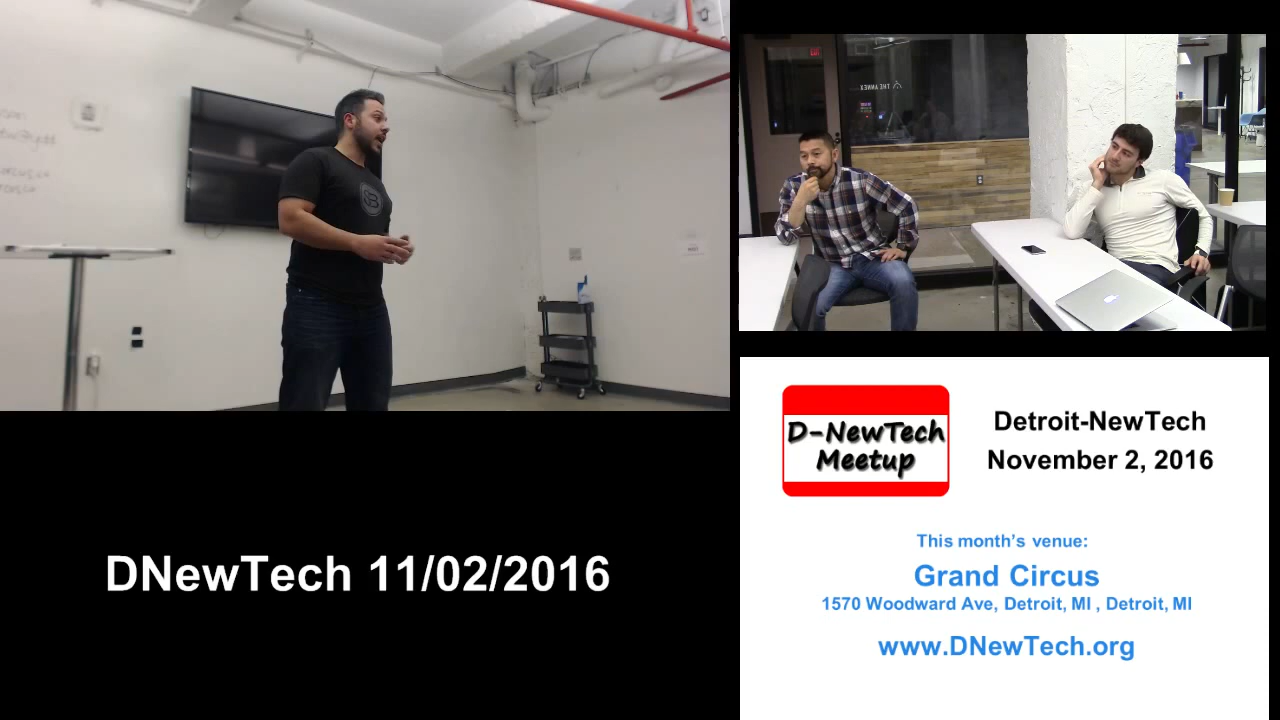 THE ANNEX
D-NewTech
Meetup
Detroit-NewTech
November 2, 2016
This month's venue:
Grand Circus
1570 Woodward Ave, Detroit, MI , Detroit, MI
www.DNewTech.org
DNewTech 11/02/2016